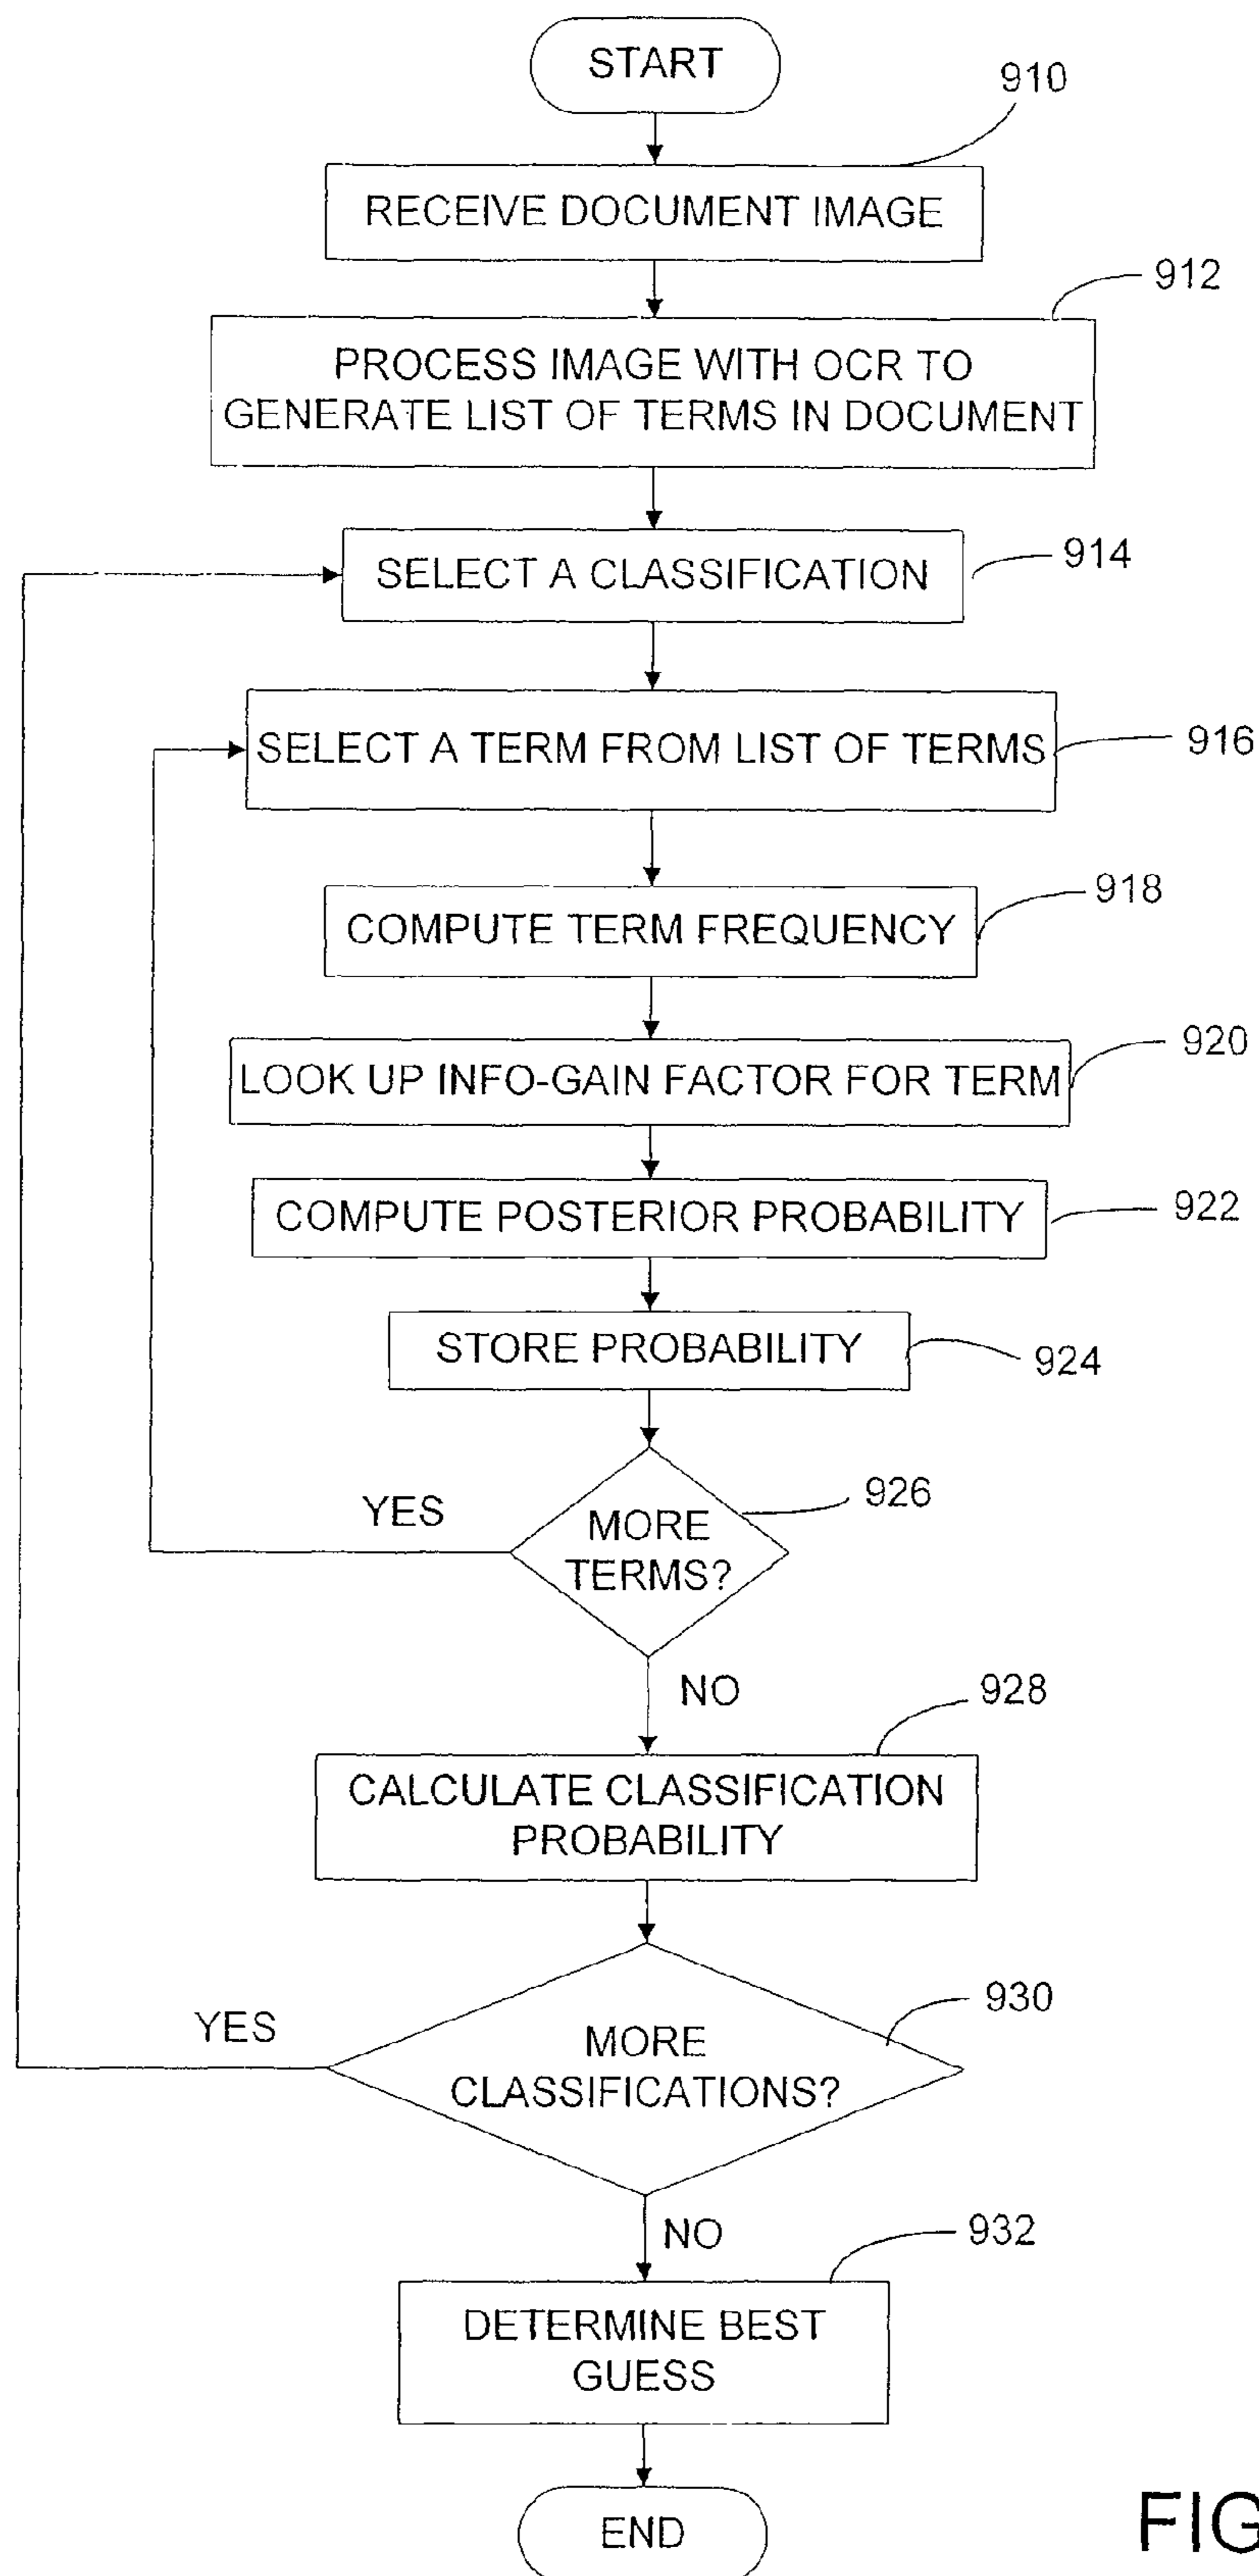 START
910
RECEIVE DOCUMENT IMAGE
912
PROCESS IMAGE WITH OCR TO
GENERATE LIST OF TERMS IN DOCUMENT
SELECT A CLASSIFICATION
914
SELECT A TERM FROM LIST OF TERMS
916
COMPUTE TERM FREQUENCY
918
LOOK UP INFO-GAIN FACTOR FOR TERM
920
COMPUTE POSTERIOR PROBABILITY
922
STORE PROBABILITY
924
926
YES
MORE
TERMS?
NO
928
CALCULATE CLASSIFICATION
PROBABILITY
930
YES
MORE
CLASSIFICATIONS?
NO
932
DETERMINE BEST
GUESS
END
FIG